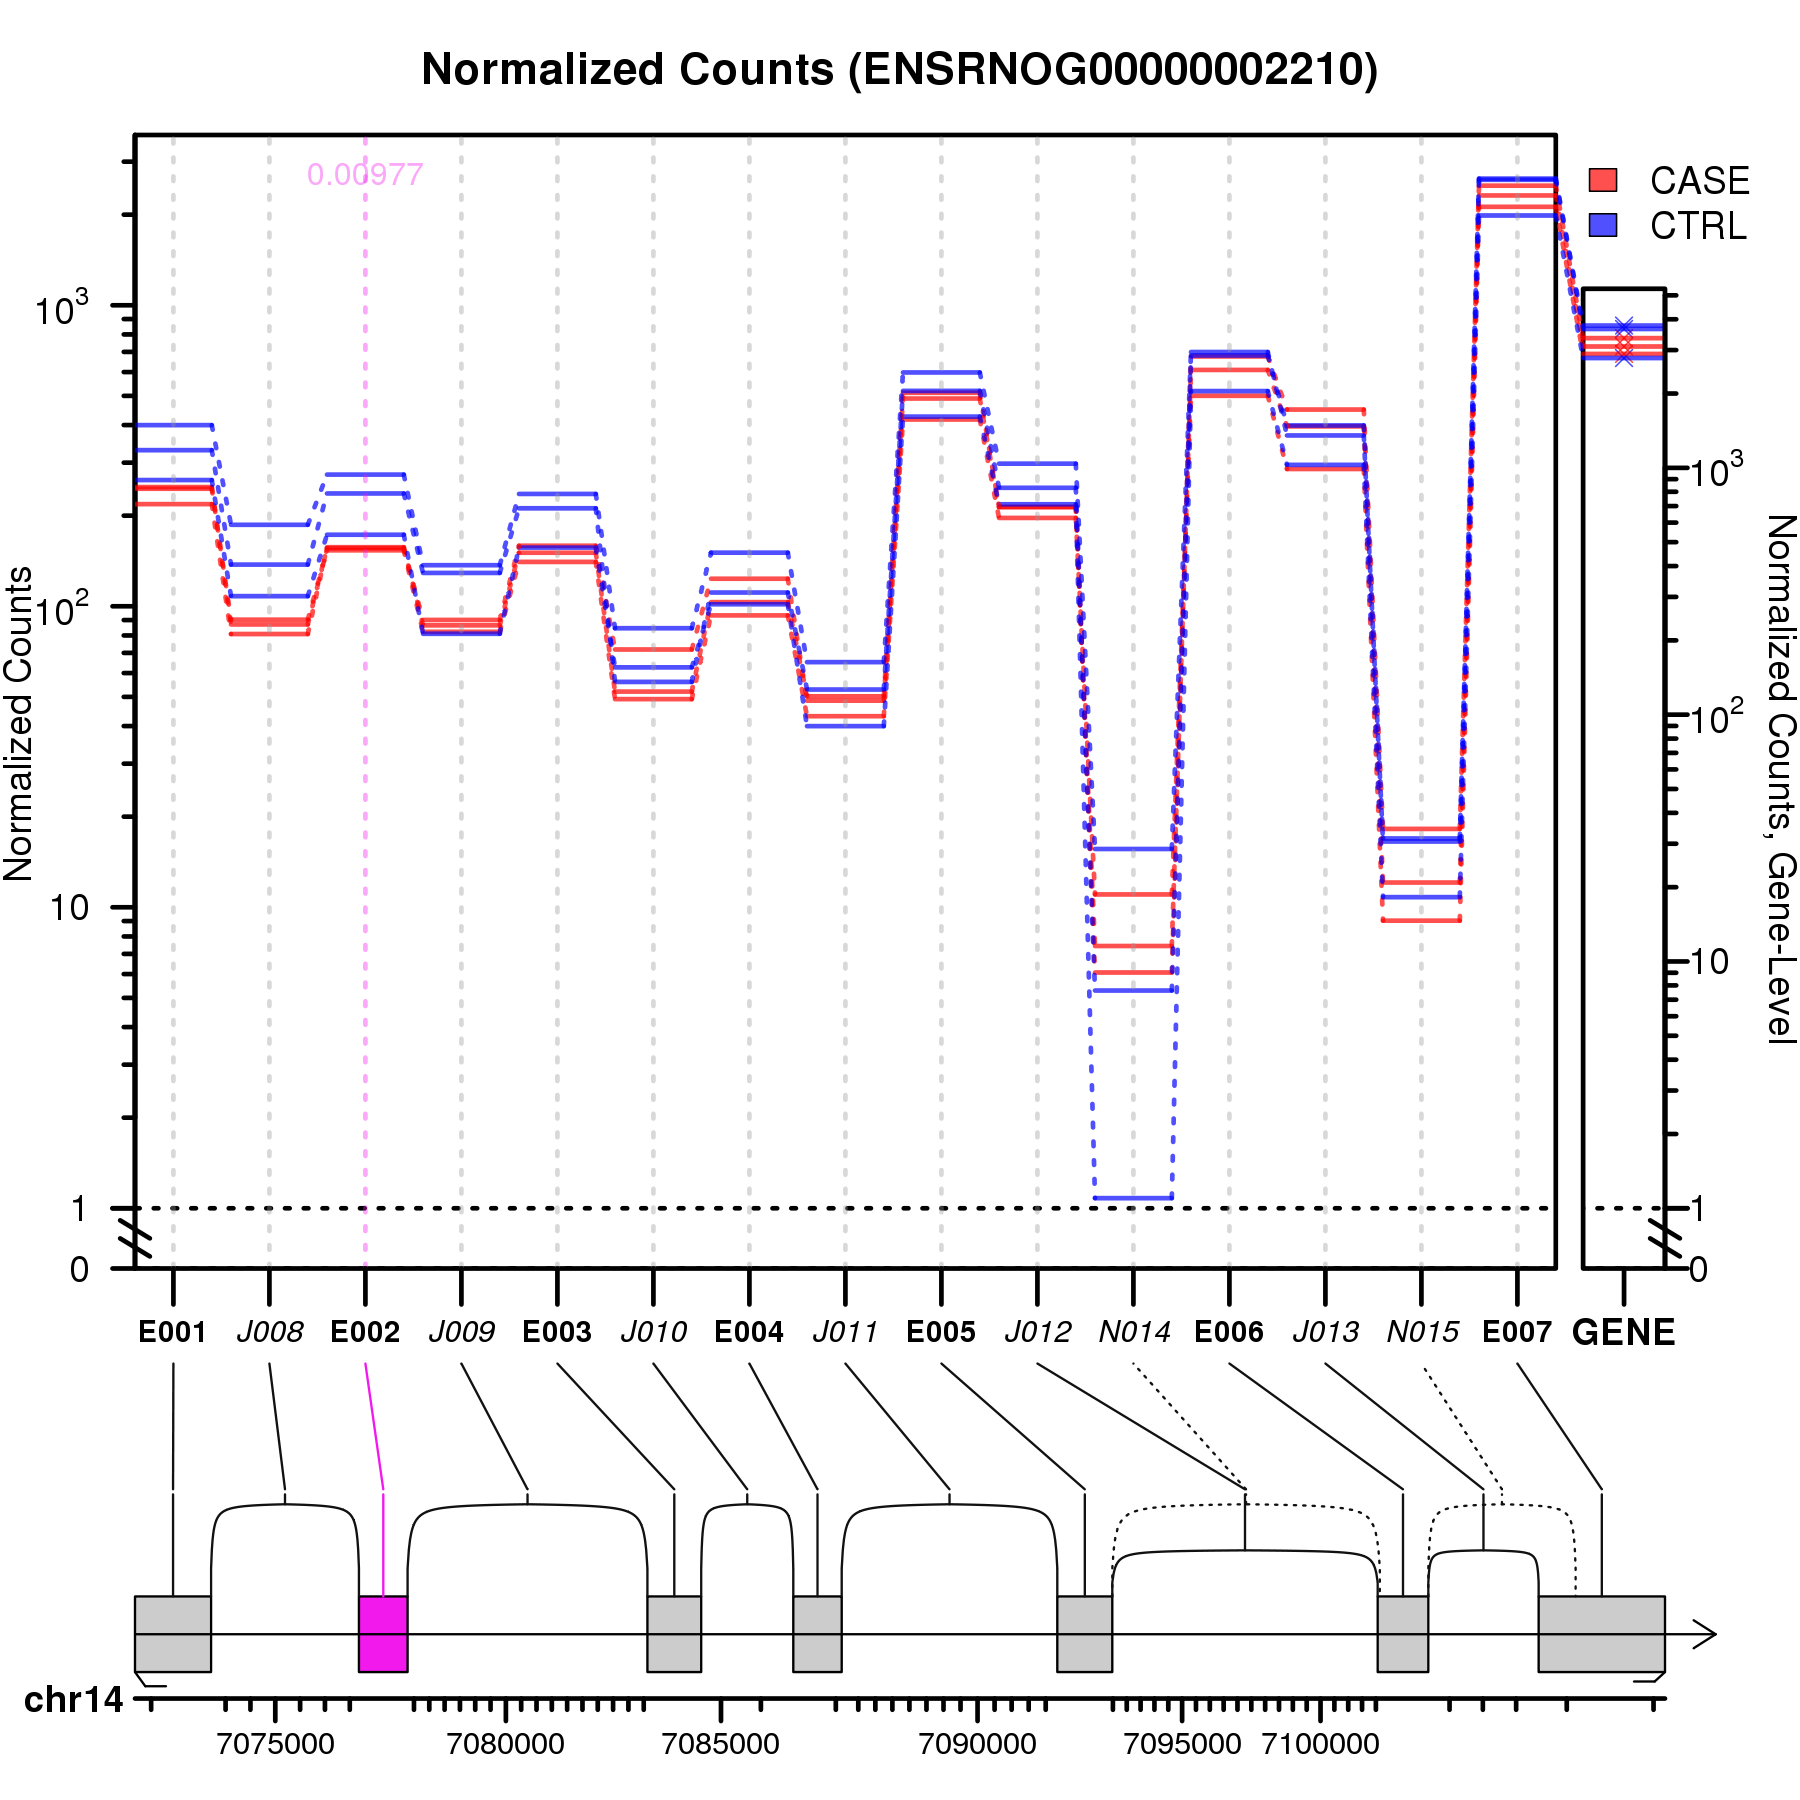 Normalized Counts (ENSRNOG00000002210)
0.00977
CASE
CTRL
Normalized Counts
10³
10²
10
1
0
10³
10²
10
1
0
Normalized Counts, Gene-Level
E001 J008 E002 J009 E003 J010 E004 J011 E005 J012 N014 E006 J013 N015 E007 GENE
chr14
7075000 7080000 7085000 7090000 7095000 7100000